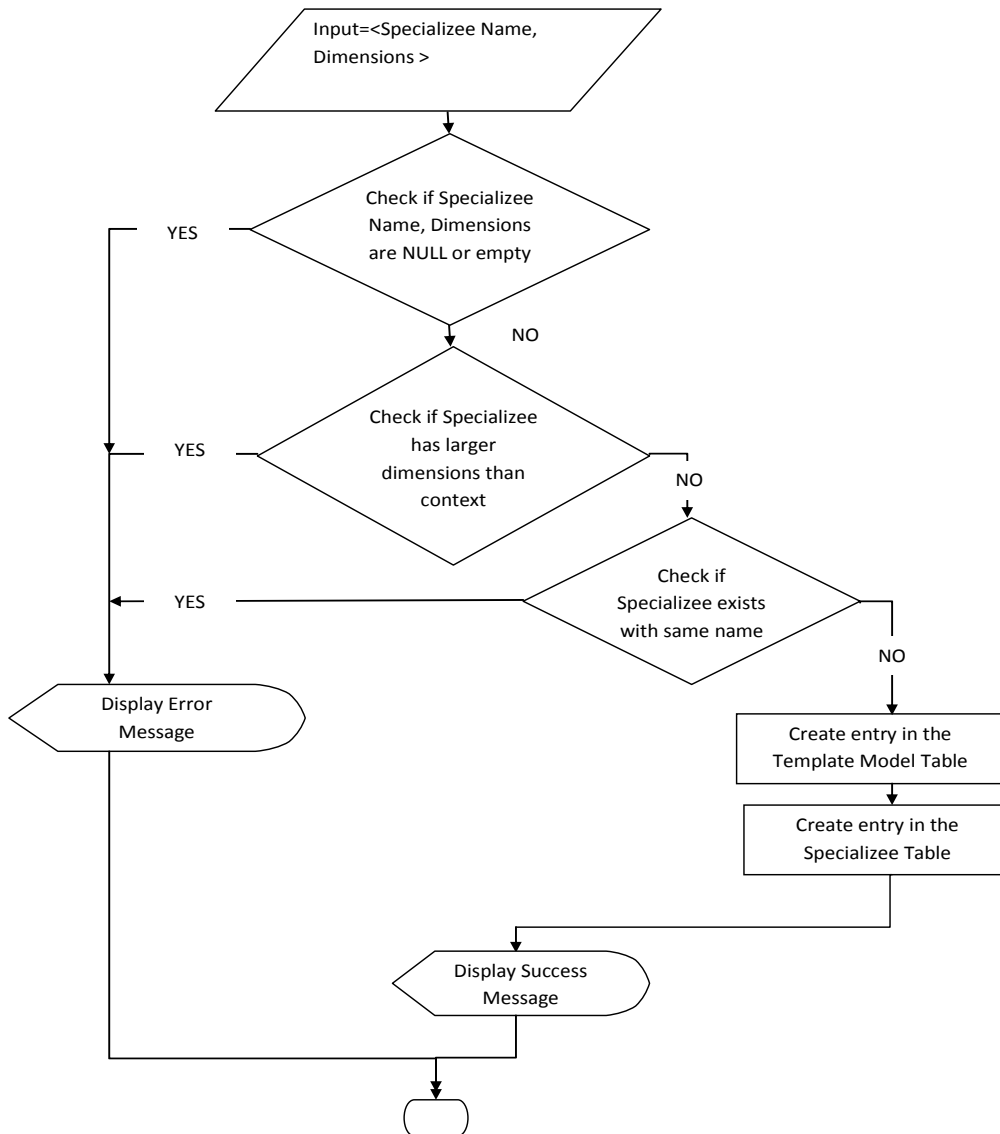 Input=<Specializee Name,
Dimensions >
Check if Specializee
Name, Dimensions
are NULL or empty
YES
NO
Check if Specializee
has larger
dimensions than
context
YES
NO
Check if
Specializee exists
with same name
YES
NO
Display Error
Message
Create entry in the
Template Model Table
Create entry in the
Specializee Table
Display Success
Message